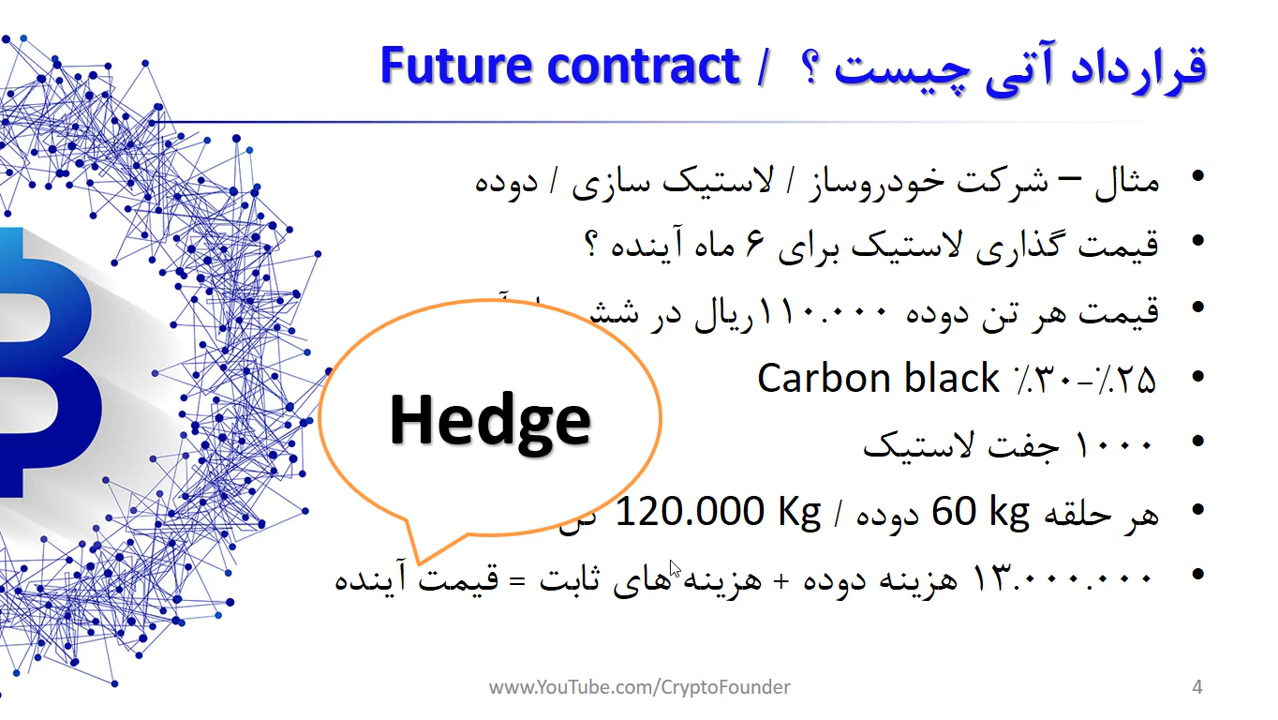 قرارداد آتی چیست ؟ / Future contract
مثال – شرکت خودروساز / لاستیک سازی / دوده
قیمت گذاری لاستیک برای ۶ ماه آینده ؟
قیمت هر تن دوده ۱۱۰.۰۰۰ریال در شش
۲۵٪-۳۰٪ Carbon black
Hedge
۱۰۰۰ جفت لاستیک
هر حلقه 60 kg دوده / 120.000 Kg
۱۳.۰۰۰.۰۰۰ هزینه دوده + هزینه های ثابت = قیمت آینده
www.YouTube.com/CryptoFounder
4